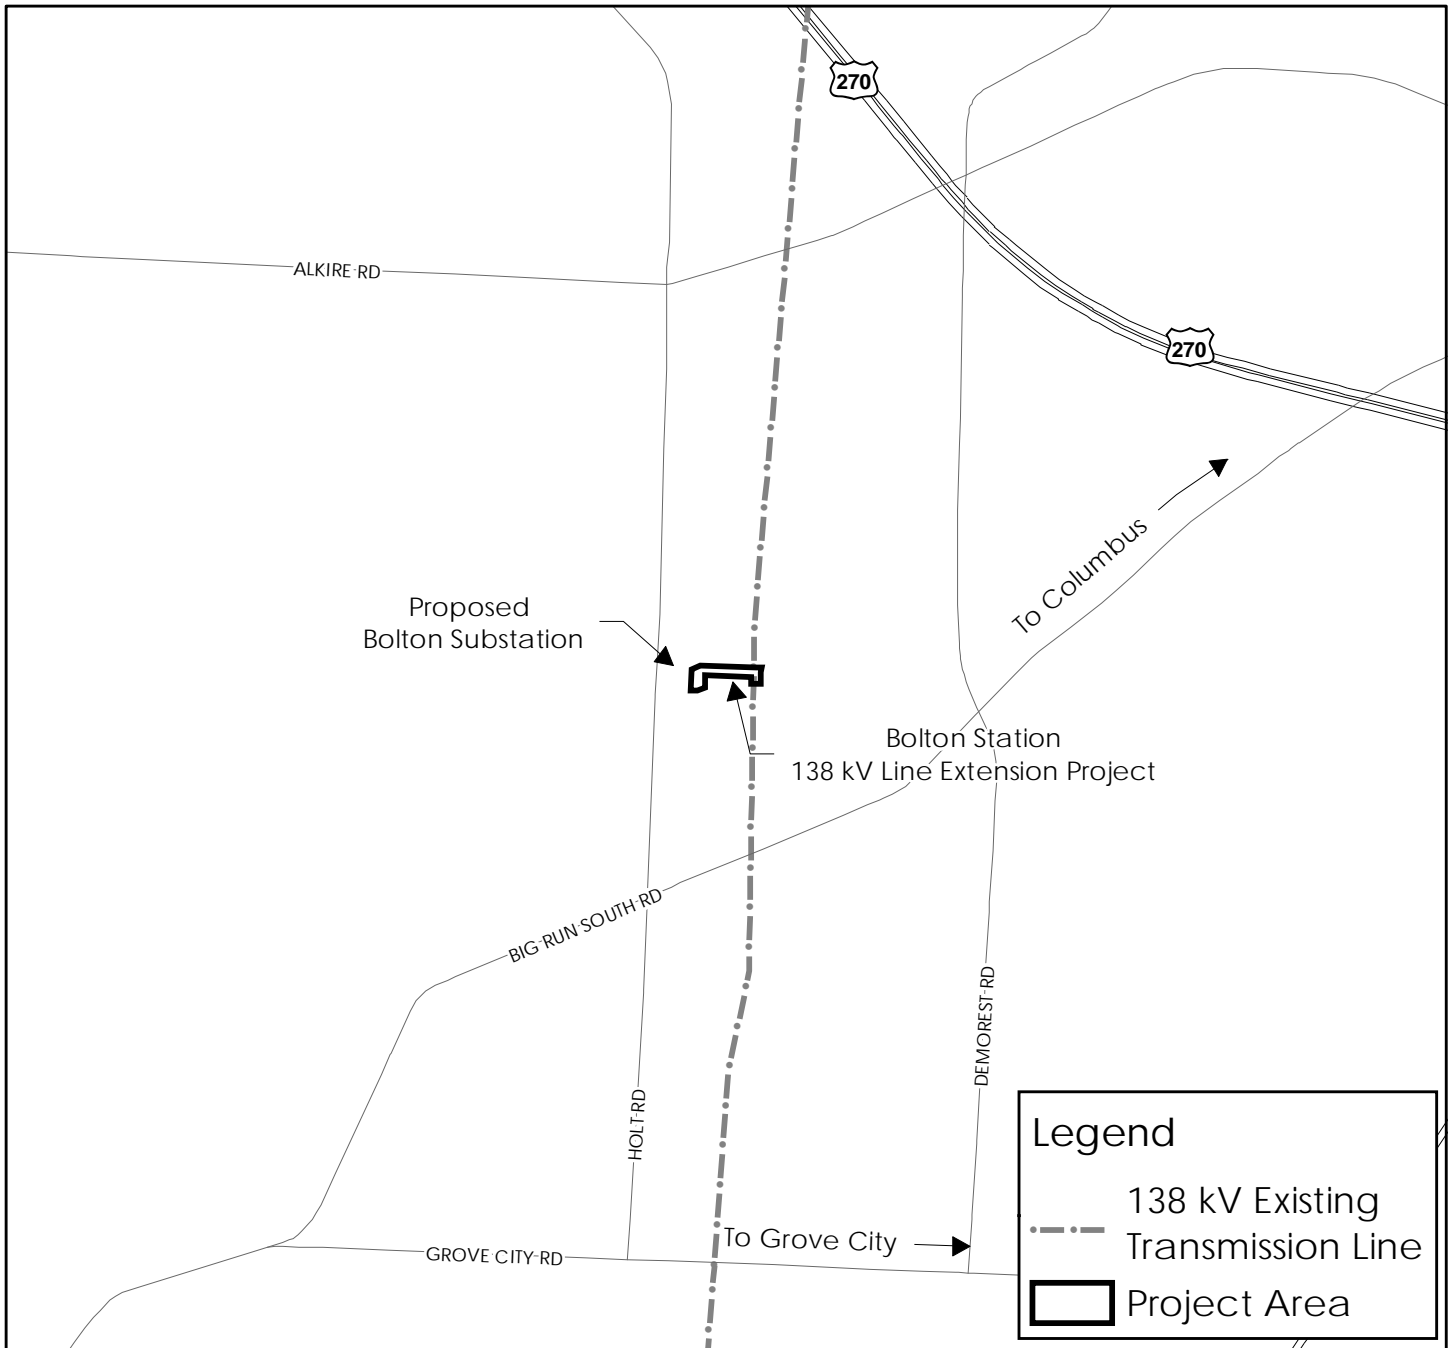 270
ALKIRE RD
270
To Columbus
Proposed
Bolton Substation
Bolton Station
138 kV Line Extension Project
BIG RUN SOUTH RD
DEMOREST RD
HOLT RD
To Grove City
GROVE CITY RD
Legend
138 kV Existing
Transmission Line
Project Area